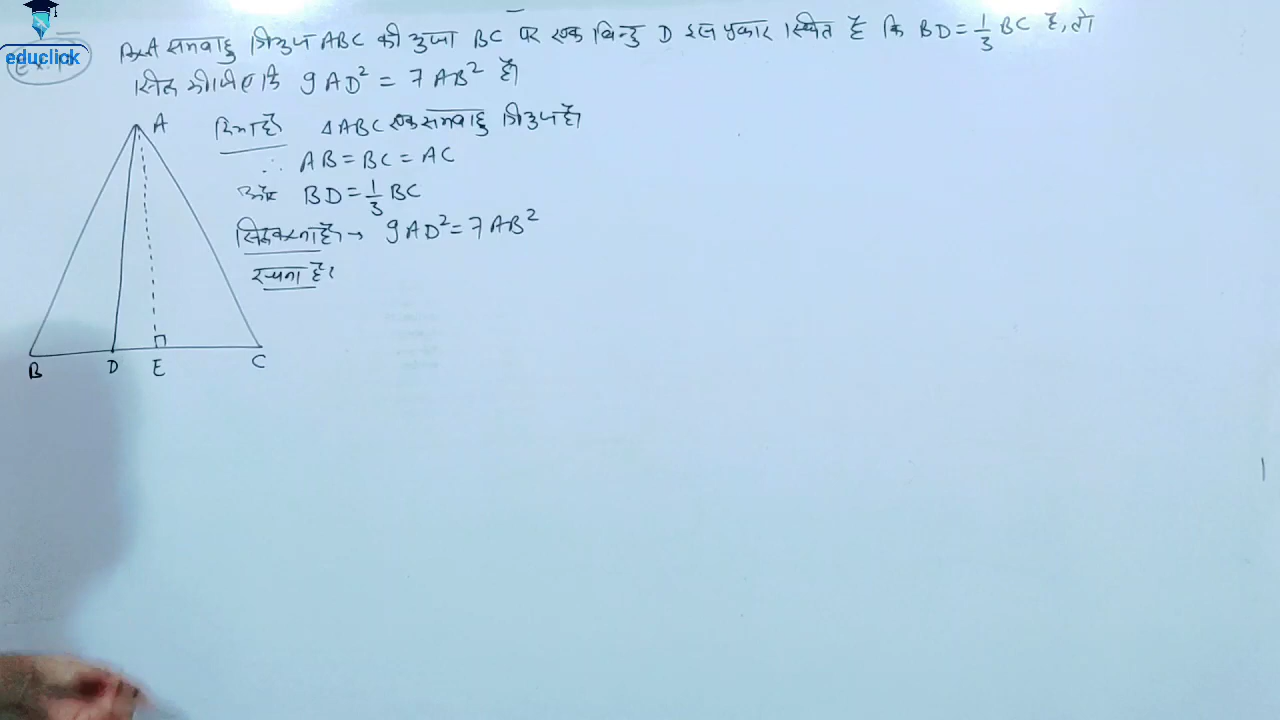 educlick
किसी समबाहु त्रिभुज ABC की भुजा BC पर एक बिन्दु D इस प्रकार स्थित है कि BD = 1/3 BC है, तो
सिद्ध कीजिए कि 9 AD² = 7 AB² है।
A
दिया है। △ABC एक समबाहु त्रिभुज है।
∴ AB = BC = AC
और BD = 1/3 BC
सिद्ध करना है। → 9 AD² = 7 AB²
रचना है।
B D E C